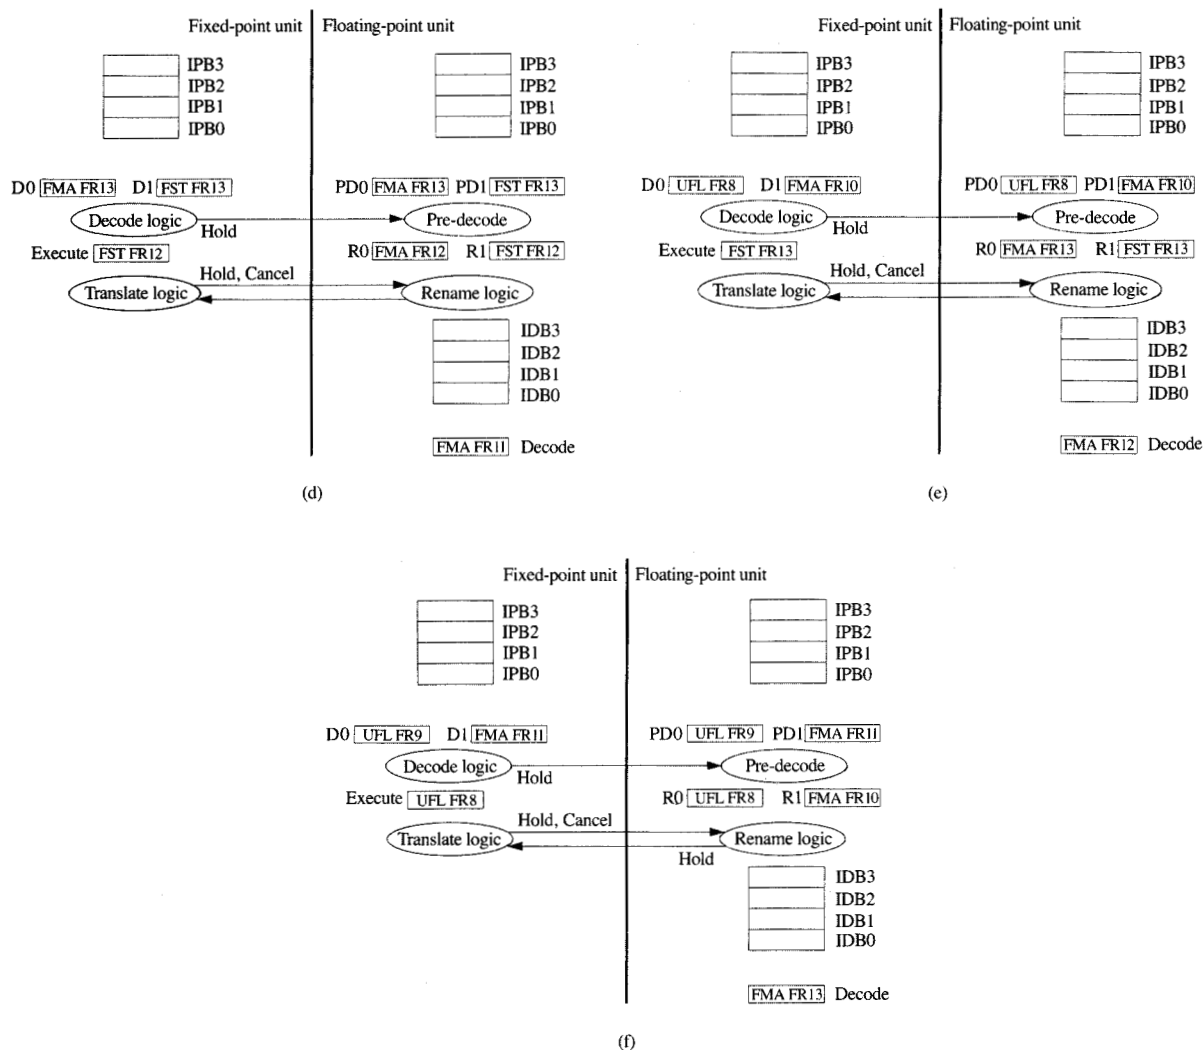 Fixed-point unit Floating-point unit
IPB3 IPB3
IPB2 IPB2
IPB1 IPB1
IPB0 IPB0
D0 FMA FR13 D1 FST FR13 PD0 FMA FR13 PD1 FST FR13
Decode logic Hold Pre-decode
Execute FST FR12 R0 FMA FR12 R1 FST FR12
Hold, Cancel
Translate logic Rename logic
IDB3
IDB2
IDB1
IDB0
FMA FR11 Decode
(d)
Fixed-point unit Floating-point unit
IPB3 IPB3
IPB2 IPB2
IPB1 IPB1
IPB0 IPB0
D0 UFL FR8 D1 FMA FR10 PD0 UFL FR8 PD1 FMA FR10
Decode logic Hold Pre-decode
Execute FST FR13 R0 FMA FR13 R1 FST FR13
Hold, Cancel
Translate logic Rename logic
IDB3
IDB2
IDB1
IDB0
FMA FR12 Decode
(e)
Fixed-point unit Floating-point unit
IPB3 IPB3
IPB2 IPB2
IPB1 IPB1
IPB0 IPB0
D0 UFL FR9 D1 FMA FR11 PD0 UFL FR9 PD1 FMA FR11
Decode logic Hold Pre-decode
Execute UFL FR8 R0 UFL FR8 R1 FMA FR10
Hold, Cancel
Translate logic Hold Rename logic
IDB3
IDB2
IDB1
IDB0
FMA FR13 Decode
(f)